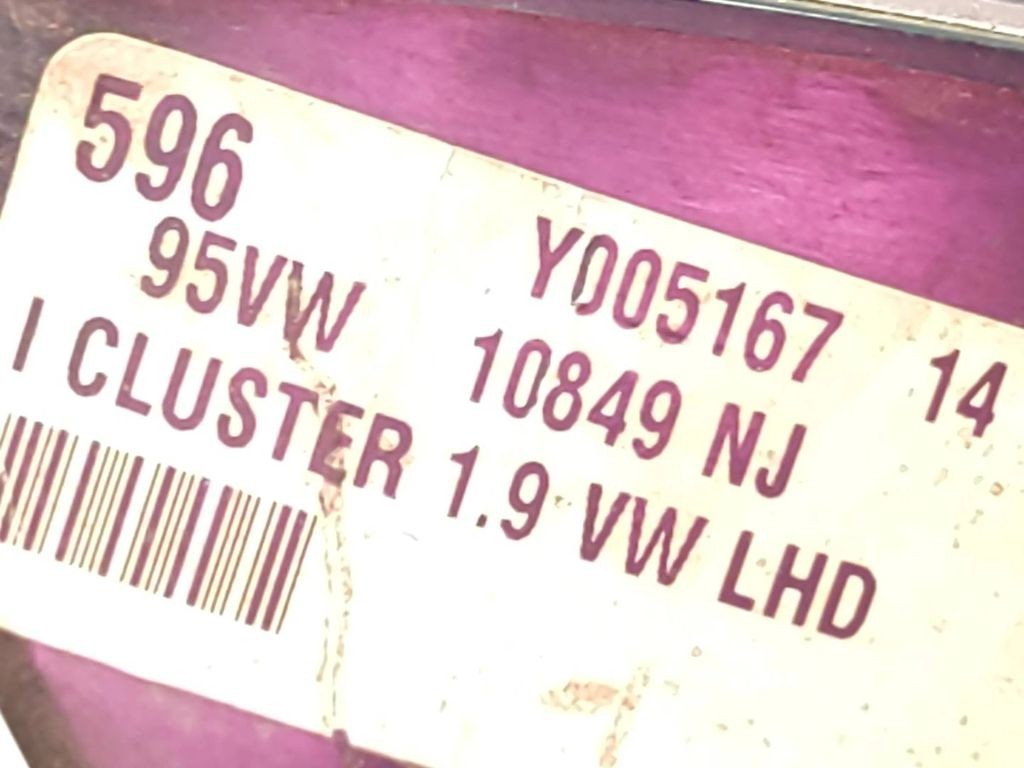 596 Y005167 14
95VW 10849 NJ
I CLUSTER 1.9 VW LHD